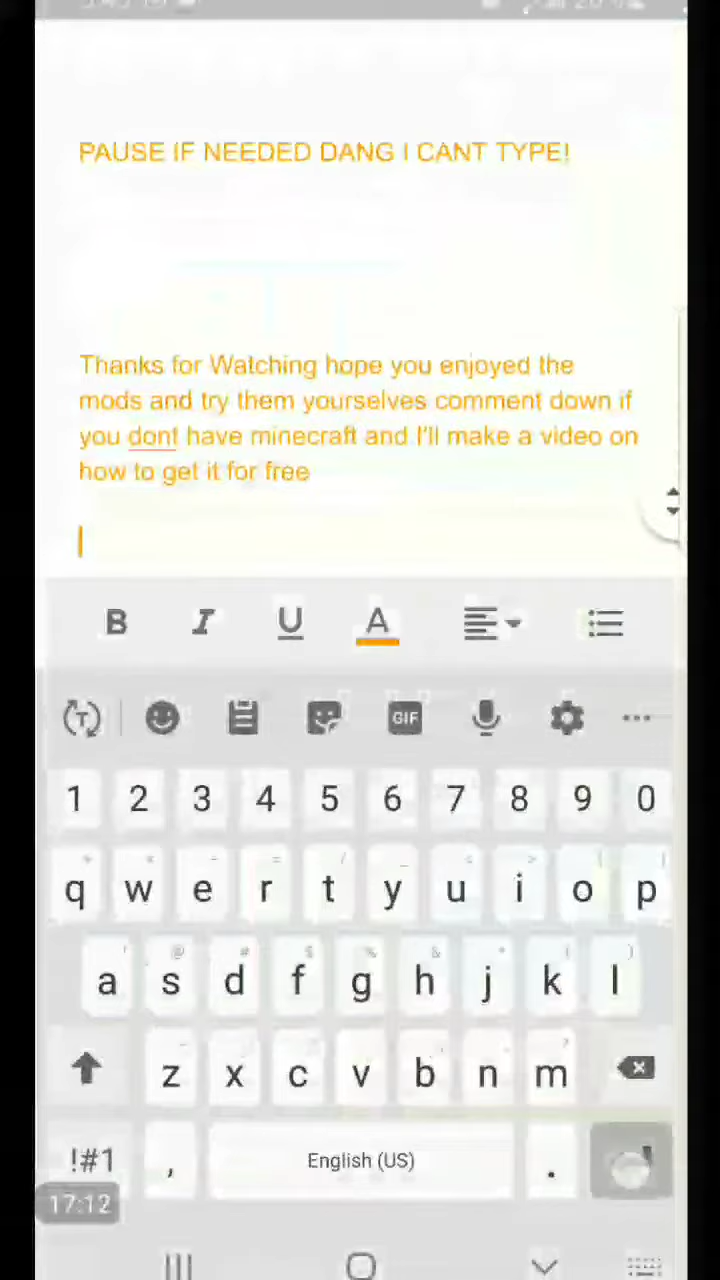 PAUSE IF NEEDED DANG I CANT TYPE!
Thanks for Watching hope you enjoyed the
mods and try them yourselves comment down if
you dont have minecraft and I'll make a video on
how to get it for free
B I U A
T GIF
1 2 3 4 5 6 7 8 9 0
q w e r t y u i o p
a s d f g h j k l
z x c v b n m
!#1 , English (US) .
17:12